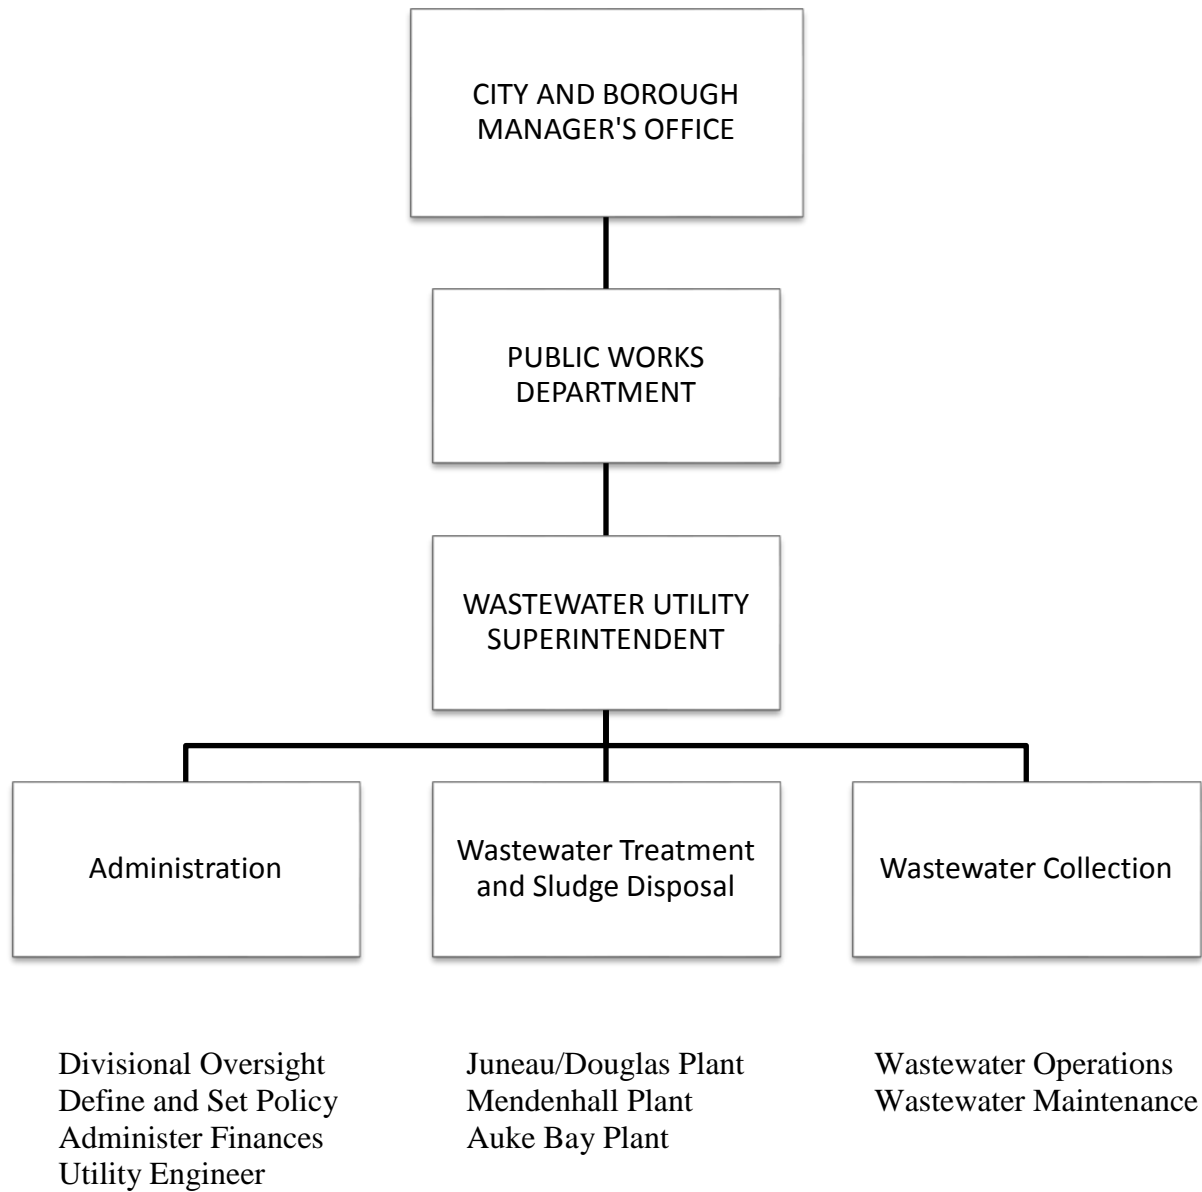 CITY AND BOROUGH
MANAGER'S OFFICE
PUBLIC WORKS
DEPARTMENT
WASTEWATER UTILITY
SUPERINTENDENT
Administration
Wastewater Treatment
and Sludge Disposal
Wastewater Collection
Divisional Oversight
Define and Set Policy
Administer Finances
Utility Engineer
Juneau/Douglas Plant
Mendenhall Plant
Auke Bay Plant
Wastewater Operations
Wastewater Maintenance